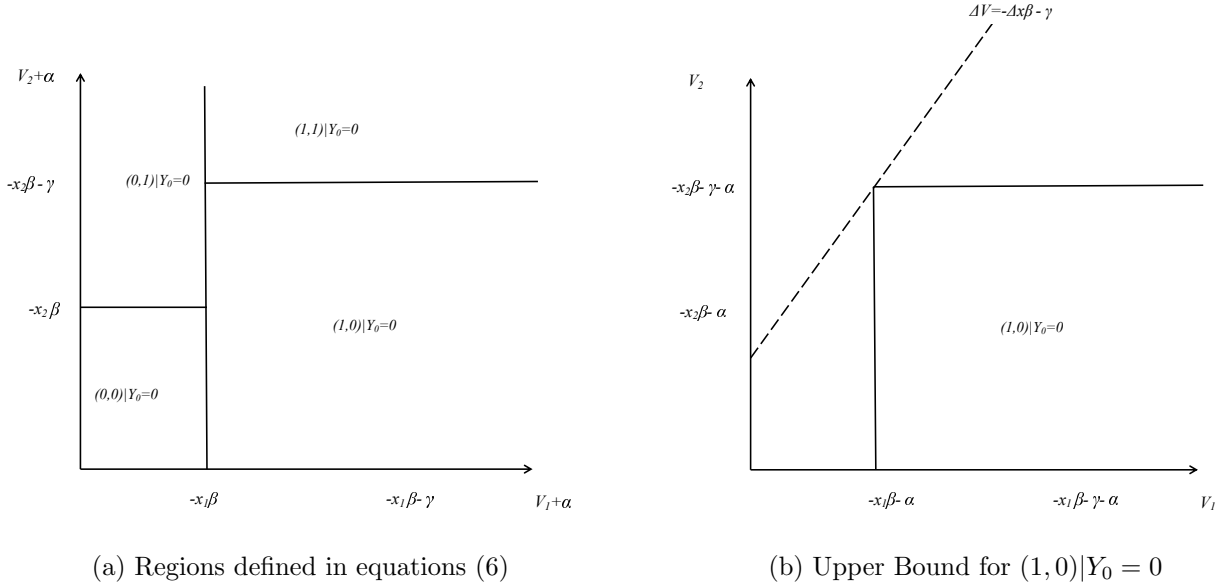 V₂+α
(1,1)|Y₀=0
-x₂β-γ
(0,1)|Y₀=0
-x₂β
(1,0)|Y₀=0
(0,0)|Y₀=0
-x₁β
-x₁β-γ
V₁+α
(a) Regions defined in equations (6)
ΔV=-Δxβ-γ
V₂
-x₂β-γ-α
-x₂β-α
(1,0)|Y₀=0
-x₁β-α
-x₁β-γ-α
V₁
(b) Upper Bound for (1, 0)|Y₀ = 0